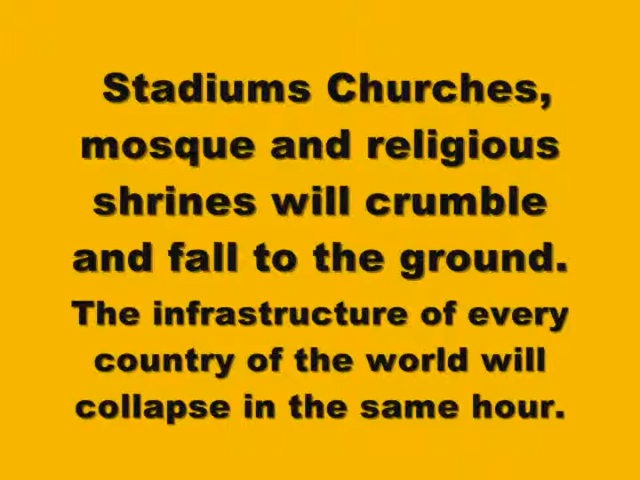 Stadiums Churches,
mosque and religious
shrines will crumble
and fall to the ground.
The infrastructure of every
country of the world will
collapse in the same hour.